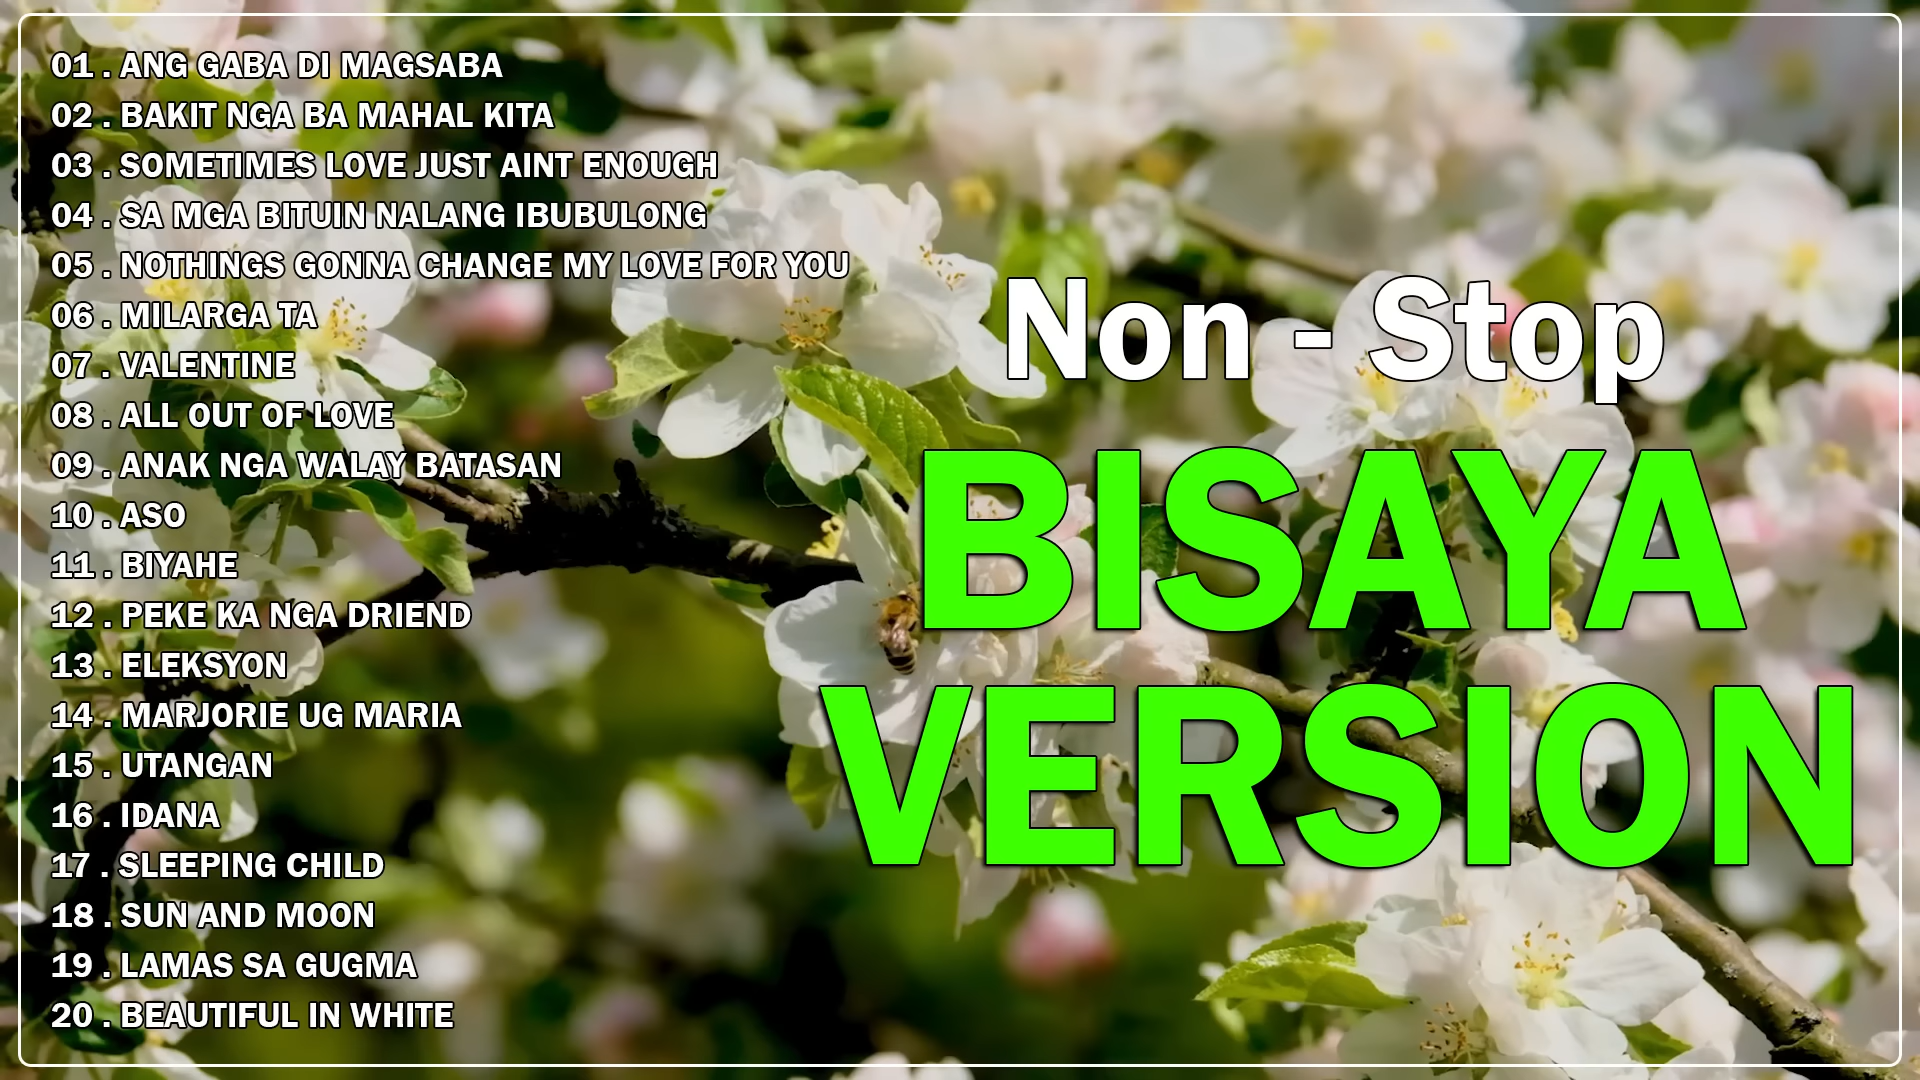 01 . ANG GABA DI MAGSABA
02 . BAKIT NGA BA MAHAL KITA
03 . SOMETIMES LOVE JUST AINT ENOUGH
04 . SA MGA BITUIN NALANG IBUBULONG
05 . NOTHINGS GONNA CHANGE MY LOVE FOR YOU
06 . MILARGA TA
07 . VALENTINE
08 . ALL OUT OF LOVE
09 . ANAK NGA WALAY BATASAN
10 . ASO
11 . BIYAHE
12 . PEKE KA NGA DRIEND
13 . ELEKSYON
14 . MARJORIE UG MARIA
15 . UTANGAN
16 . IDANA
17 . SLEEPING CHILD
18 . SUN AND MOON
19 . LAMAS SA GUGMA
20 . BEAUTIFUL IN WHITE
Non - Stop
BISAYA
VERSION